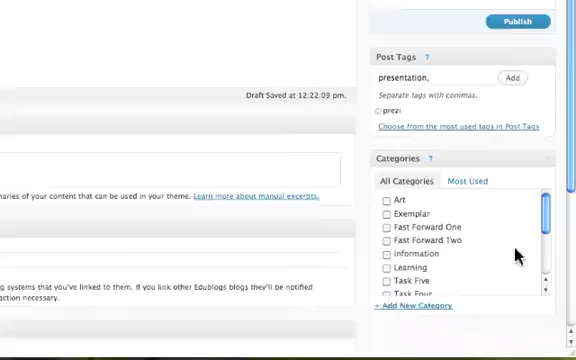 Publish
Post Tags ?
presentation, Add
Draft Saved at 12:22:09 pm.
Separate tags with commas.
prezi
Choose from the most used tags in Post Tags
Categories ?
All Categories Most Used
maries of your content that can be used in your theme. Learn more about manual excerpts.
Art
Exemplar
Fast Forward One
Fast Forward Two
information
Learning
Task Five
Task Four
g systems that you've linked to them. If you link other Edublogs blogs they'll be notified
action necessary.
+ Add New Category